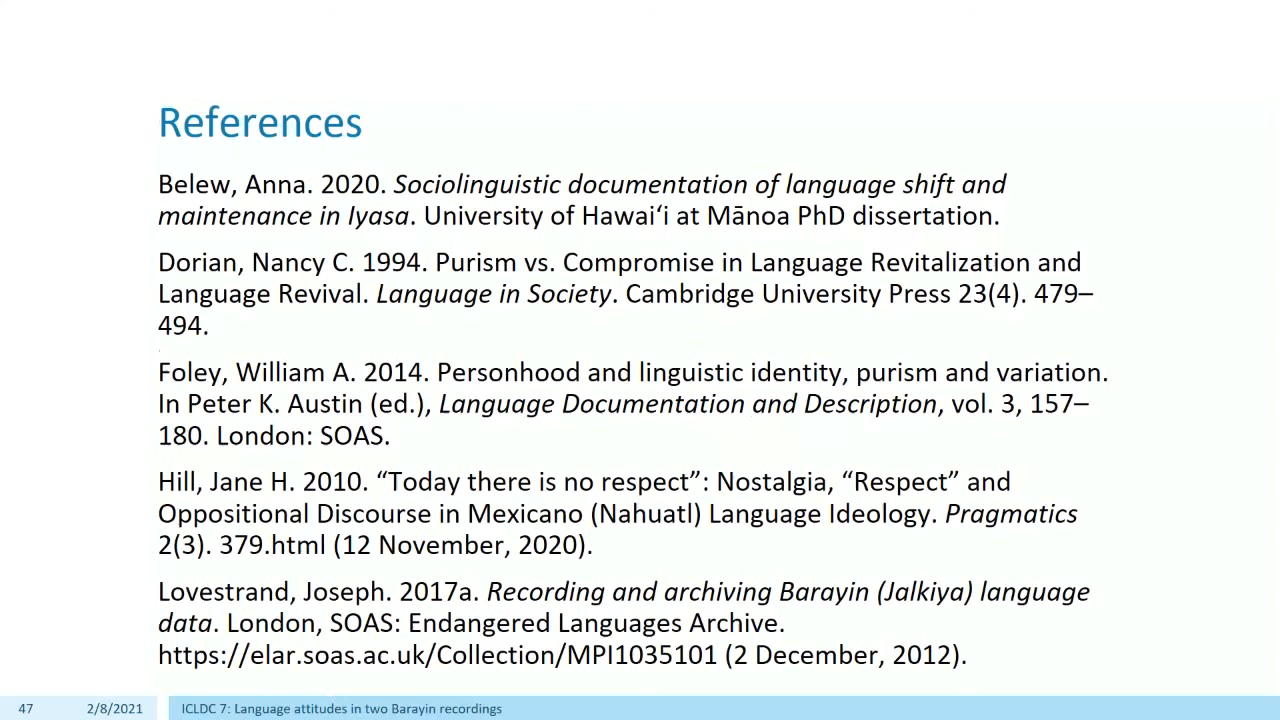 References
Belew, Anna. 2020. Sociolinguistic documentation of language shift and
maintenance in Iyasa. University of Hawai‘i at Mānoa PhD dissertation.
Dorian, Nancy C. 1994. Purism vs. Compromise in Language Revitalization and
Language Revival. Language in Society. Cambridge University Press 23(4). 479–
494.
Foley, William A. 2014. Personhood and linguistic identity, purism and variation.
In Peter K. Austin (ed.), Language Documentation and Description, vol. 3, 157–
180. London: SOAS.
Hill, Jane H. 2010. “Today there is no respect”: Nostalgia, “Respect” and
Oppositional Discourse in Mexicano (Nahuatl) Language Ideology. Pragmatics
2(3). 379.html (12 November, 2020).
Lovestrand, Joseph. 2017a. Recording and archiving Barayin (Jalkiya) language
data. London, SOAS: Endangered Languages Archive.
https://elar.soas.ac.uk/Collection/MPI1035101 (2 December, 2012).
47 2/8/2021 ICLDC 7: Language attitudes in two Barayin recordings